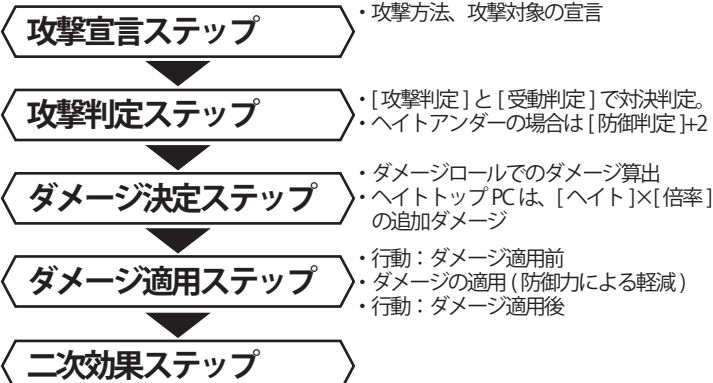 攻撃宣言ステップ
・攻撃方法、攻撃対象の宣言
攻撃判定ステップ
・[ 攻撃判定 ] と [ 受動判定 ] で対決判定。
・ヘイトアンダーの場合は [ 防御判定 ]+2
ダメージ決定ステップ
・ダメージロールでのダメージ算出
・ヘイトトップ PC は、[ ヘイト ]×[ 倍率 ]
の追加ダメージ
ダメージ適用ステップ
・行動：ダメージ適用前
・ダメージの適用 ( 防御力による軽減 )
・行動：ダメージ適用後
二次効果ステップ